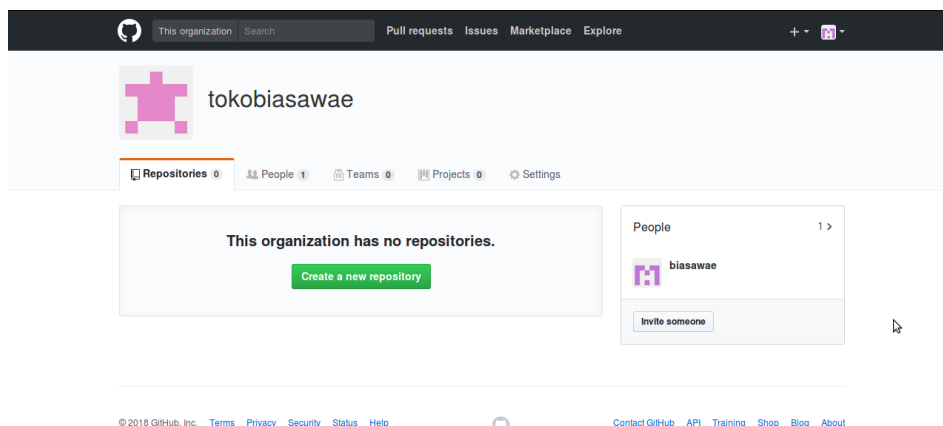 This organization Search Pull requests Issues Marketplace Explore
tokobiasawae
Repositories 0 People 1 Teams 0 Projects 0 Settings
This organization has no repositories.
Create a new repository
People 1
biasawae
Invite someone
© 2018 GitHub, Inc. Terms Privacy Security Status Help Contact GitHub API Training Shop Blog About